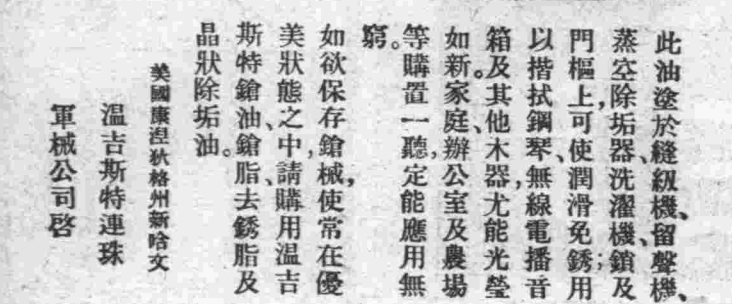 此油塗於縫紉機、留聲機、
蒸空除垢器、洗濯機、鎖及
門樞上,可使潤滑免銹;用
以揩拭鋼琴、無線電播音
箱及其他木器,尤能光瑩
如新。家庭、辦公室及農場
等購置一聽,定能應用無
窮。
如欲保存鎗械,使常在優
美狀態之中,請購用温吉
斯特鎗油、鎗脂、去銹脂及
晶狀除垢油。
美國康湼狄格州新哈文
温吉斯特連珠
軍械公司啓